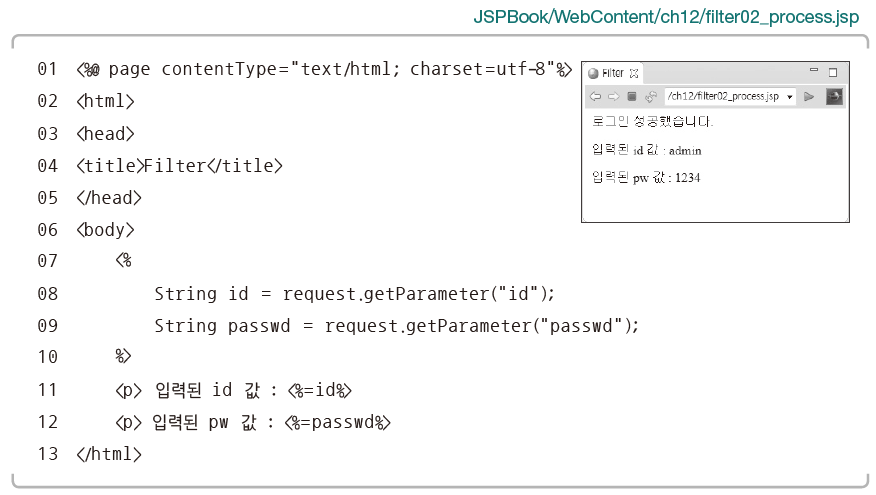 JSPBook/WebContent/ch12/filter02_process.jsp
01 <%@ page contentType="text/html; charset=utf-8"%>
02 <html>
03 <head>
04 <title>Filter</title>
05 </head>
06 <body>
07 <%
08 String id = request.getParameter("id");
09 String passwd = request.getParameter("passwd");
10 %>
11 <p> 입력된 id 값 : <%=id%>
12 <p> 입력된 pw 값 : <%=passwd%>
13 </html>
Filter
/ch12/filter02_process.jsp
로그인 성공했습니다.
입력된 id 값 : admin
입력된 pw 값 : 1234